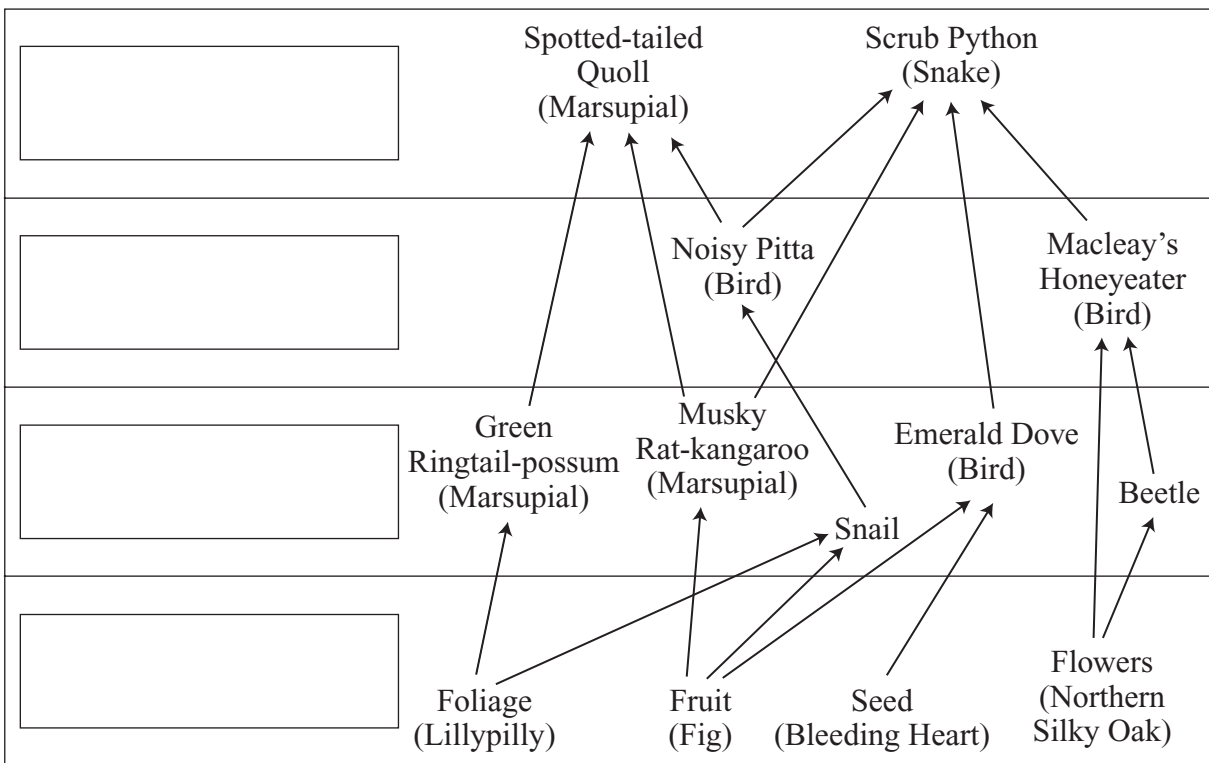 Spotted-tailed
Quoll
(Marsupial)
Scrub Python
(Snake)
Noisy Pitta
(Bird)
Macleay’s
Honeyeater
(Bird)
Green
Ringtail-possum
(Marsupial)
Musky
Rat-kangaroo
(Marsupial)
Snail
Emerald Dove
(Bird)
Beetle
Foliage
(Lillypilly)
Fruit
(Fig)
Seed
(Bleeding Heart)
Flowers
(Northern
Silky Oak)